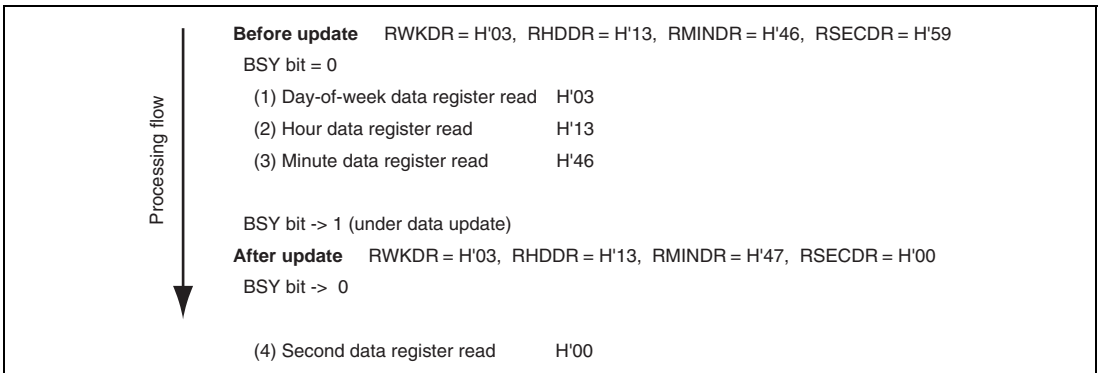 Processing flow
Before update RWKDR = H'03, RHDDR = H'13, RMINDR = H'46, RSECDR = H'59
BSY bit = 0
(1) Day-of-week data register read H'03
(2) Hour data register read H'13
(3) Minute data register read H'46
BSY bit -> 1 (under data update)
After update RWKDR = H'03, RHDDR = H'13, RMINDR = H'47, RSECDR = H'00
BSY bit -> 0
(4) Second data register read H'00